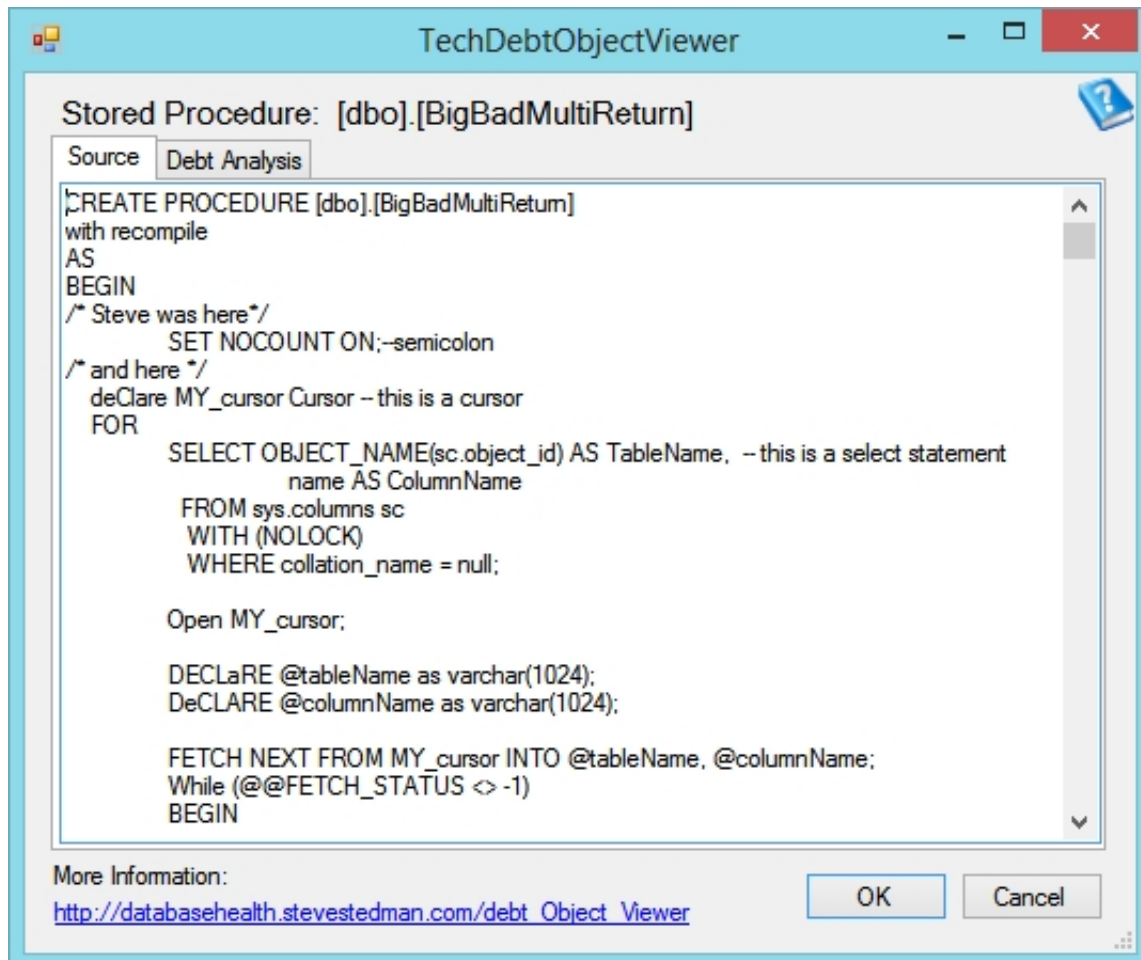 TechDebtObjectViewer
Stored Procedure: [dbo].[BigBadMultiReturn]
Source Debt Analysis
CREATE PROCEDURE [dbo].[BigBadMultiReturn]
with recompile
AS
BEGIN
/* Steve was here*/
SET NOCOUNT ON;--semicolon
/* and here */
deClare MY_cursor Cursor -- this is a cursor
FOR
SELECT OBJECT_NAME(sc.object_id) AS TableName, -- this is a select statement
name AS ColumnName
FROM sys.columns sc
WITH (NOLOCK)
WHERE collation_name = null;
Open MY_cursor;
DECLaRE @tableName as varchar(1024);
DeCLARE @columnName as varchar(1024);
FETCH NEXT FROM MY_cursor INTO @tableName, @columnName;
While (@@FETCH_STATUS <> -1)
BEGIN
More Information:
http://databasehealth.stevestedman.com/debt_Object_Viewer
OK Cancel